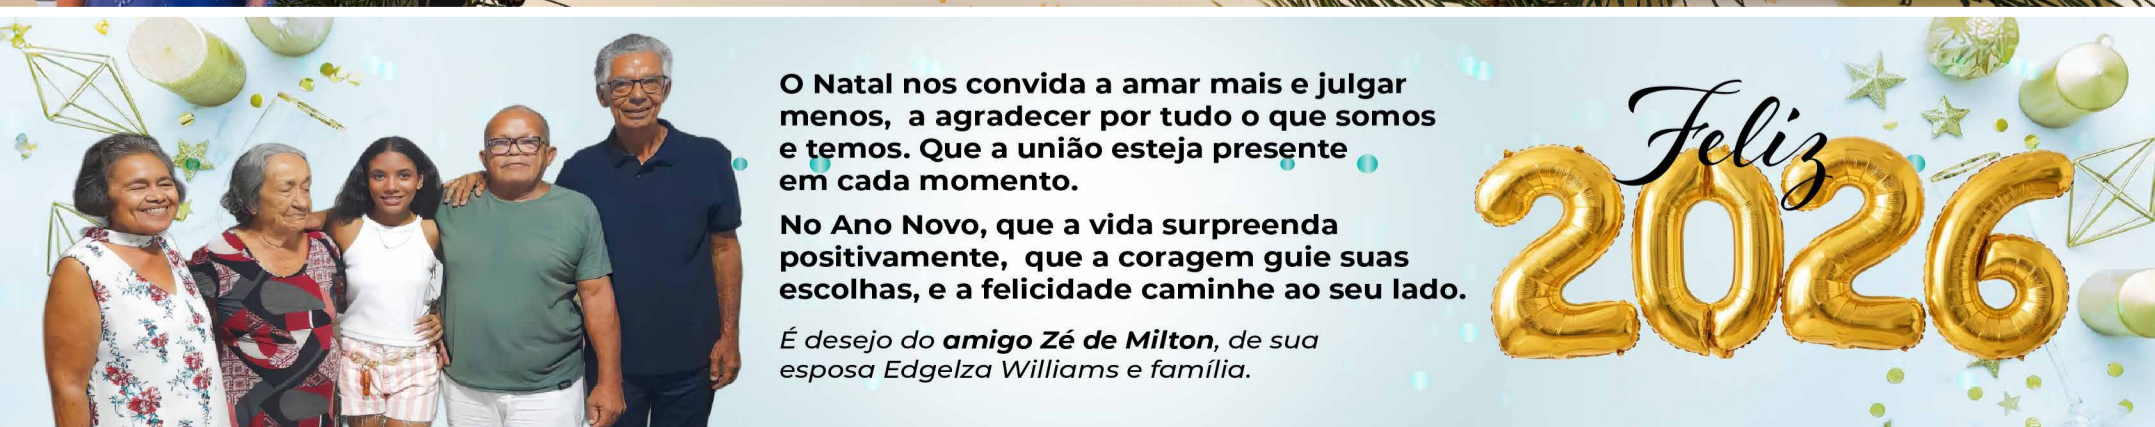 O Natal nos convida a amar mais e julgar
menos, a agradecer por tudo o que somos
e temos. Que a união esteja presente
em cada momento.
No Ano Novo, que a vida surpreenda
positivamente, que a coragem guie suas
escolhas, e a felicidade caminhe ao seu lado.
É desejo do amigo Zé de Milton, de sua
esposa Edgelza Williams e família.
Feliz
2026